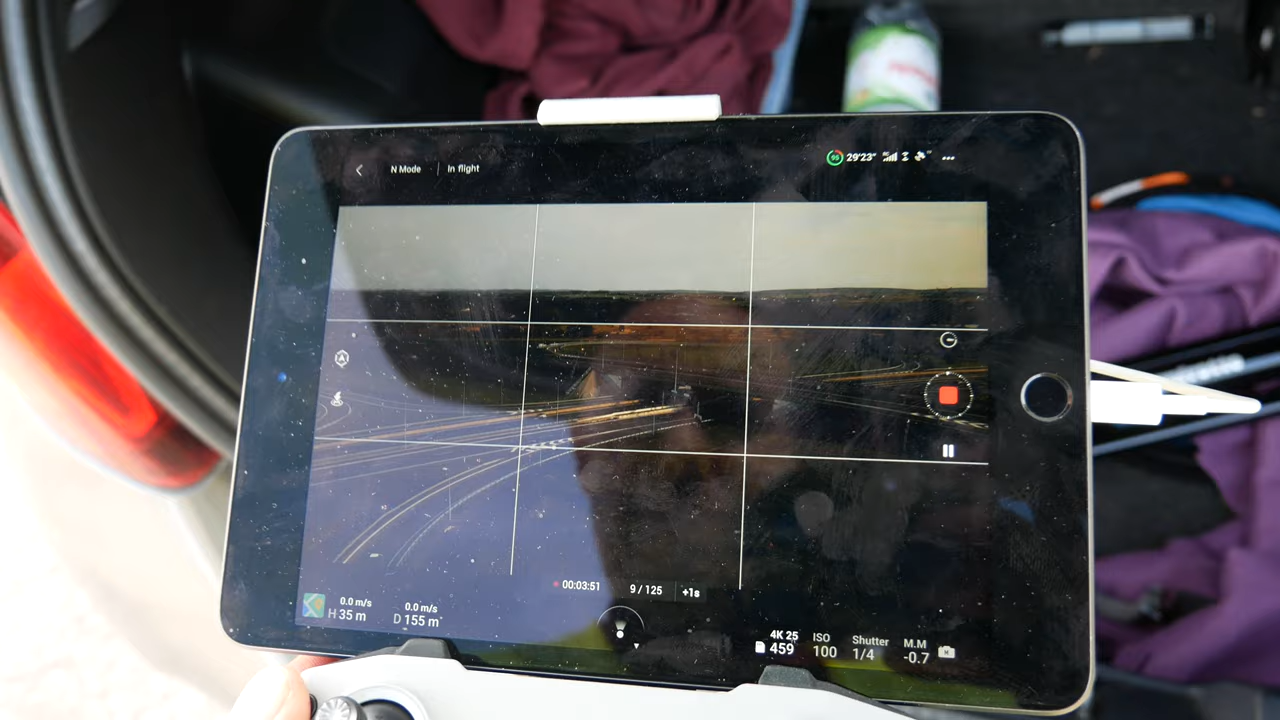 N Mode
In flight
95 29'23"
00:03:51
9 / 125
+1s
0.0 m/s
H 35 m
0.0 m/s
D 155 m
4K 25
459
ISO
100
Shutter
1/4
M.M
-0.7